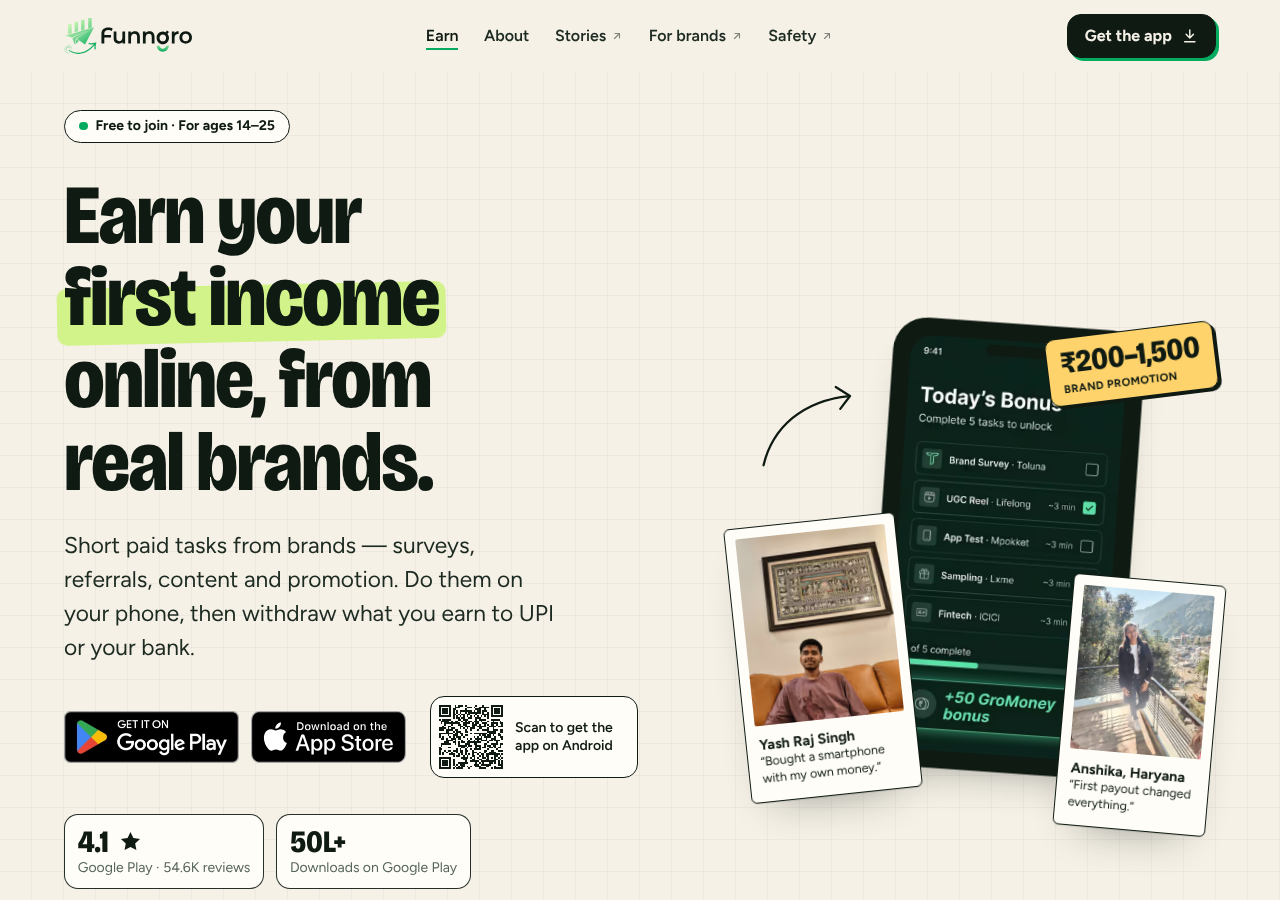 Funngro
Earn
About
Stories ↗
For brands ↗
Safety ↗
Get the app
Free to join · For ages 14–25
Earn your
first income
online, from
real brands.
Short paid tasks from brands — surveys,
referrals, content and promotion. Do them on
your phone, then withdraw what you earn to UPI
or your bank.
GET IT ON
Google Play
Download on the
App Store
Scan to get the
app on Android
4.1 ★
Google Play · 54.6K reviews
50L+
Downloads on Google Play
9:41
₹200–1,500
BRAND PROMOTION
Today's Bonus
Complete 5 tasks to unlock
Brand Survey · Toluna
UGC Reel · Lifelong ~3 min
App Test · Mpokket ~3 min
Sampling · Lxme ~3 min
Fintech · ICICI ~3 min
of 5 complete
+50 GroMoney
bonus
Yash Raj Singh
“Bought a smartphone
with my own money.”
Anshika, Haryana
“First payout changed
everything.”